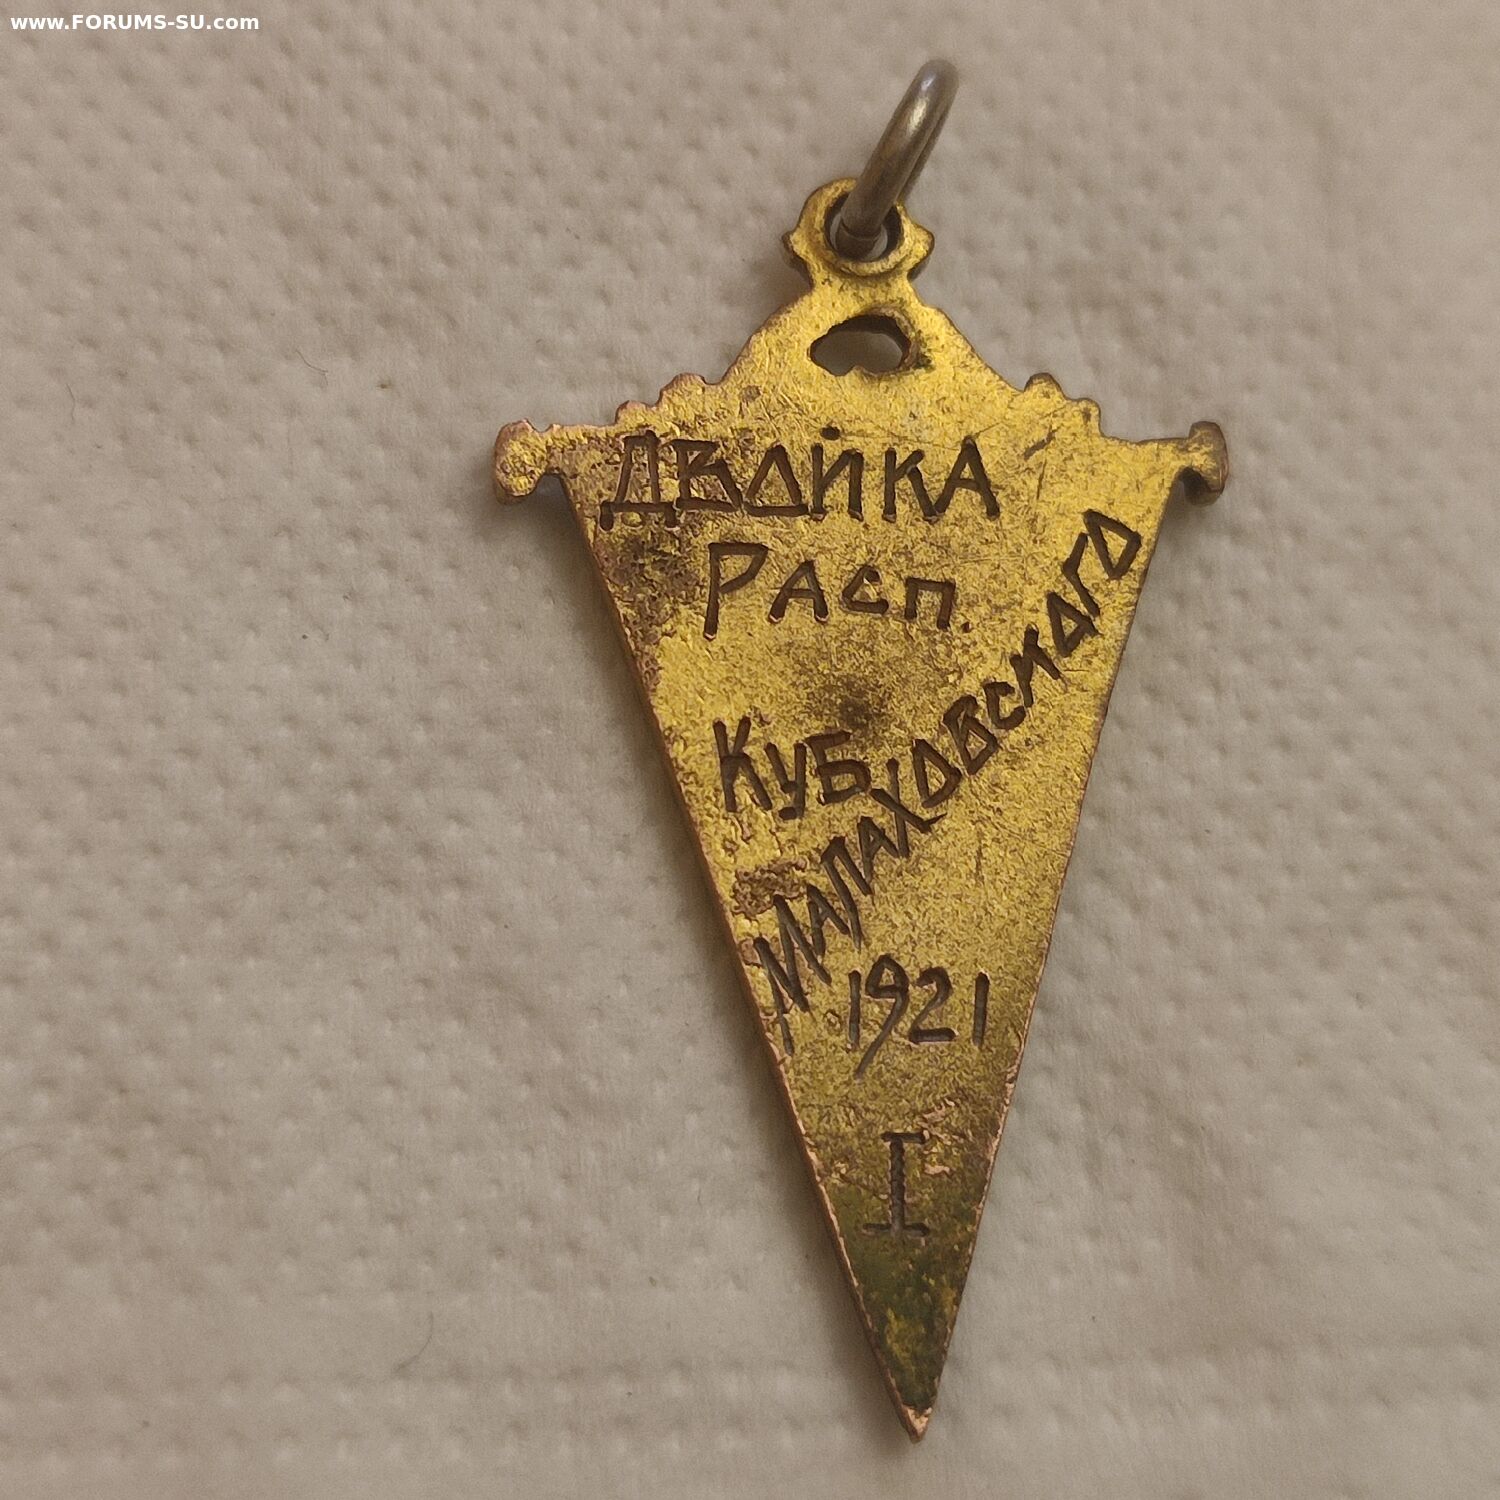 www.FORUMS-SU.com
ДВОЙКА
РАСП.
КУБ.
МАЛАХОВСКАГО
1921
I